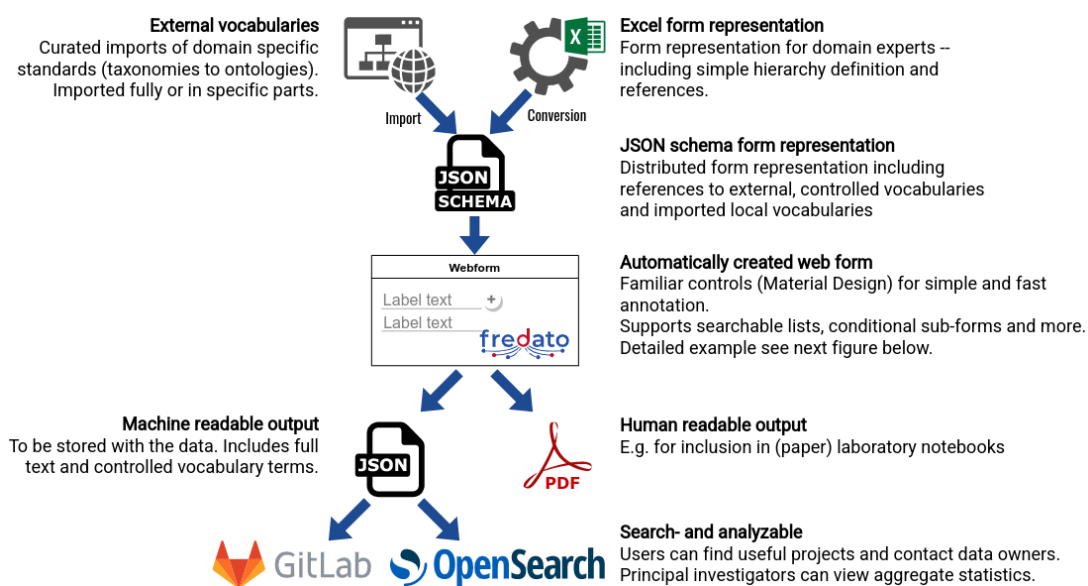 External vocabularies
Curated imports of domain specific
standards (taxonomies to ontologies).
Imported fully or in specific parts.
X
Excel form representation
Form representation for domain experts --
including simple hierarchy definition and
references.
Import
Conversion
JSON
SCHEMA
JSON schema form representation
Distributed form representation including
references to external, controlled vocabularies
and imported local vocabularies
Webform
Label text +
Label text
fredato
Automatically created web form
Familiar controls (Material Design) for simple and fast
annotation.
Supports searchable lists, conditional sub-forms and more.
Detailed example see next figure below.
Machine readable output
To be stored with the data. Includes full
text and controlled vocabulary terms.
JSON
PDF
Human readable output
E.g. for inclusion in (paper) laboratory notebooks
GitLab
OpenSearch
Search- and analyzable
Users can find useful projects and contact data owners.
Principal investigators can view aggregate statistics.